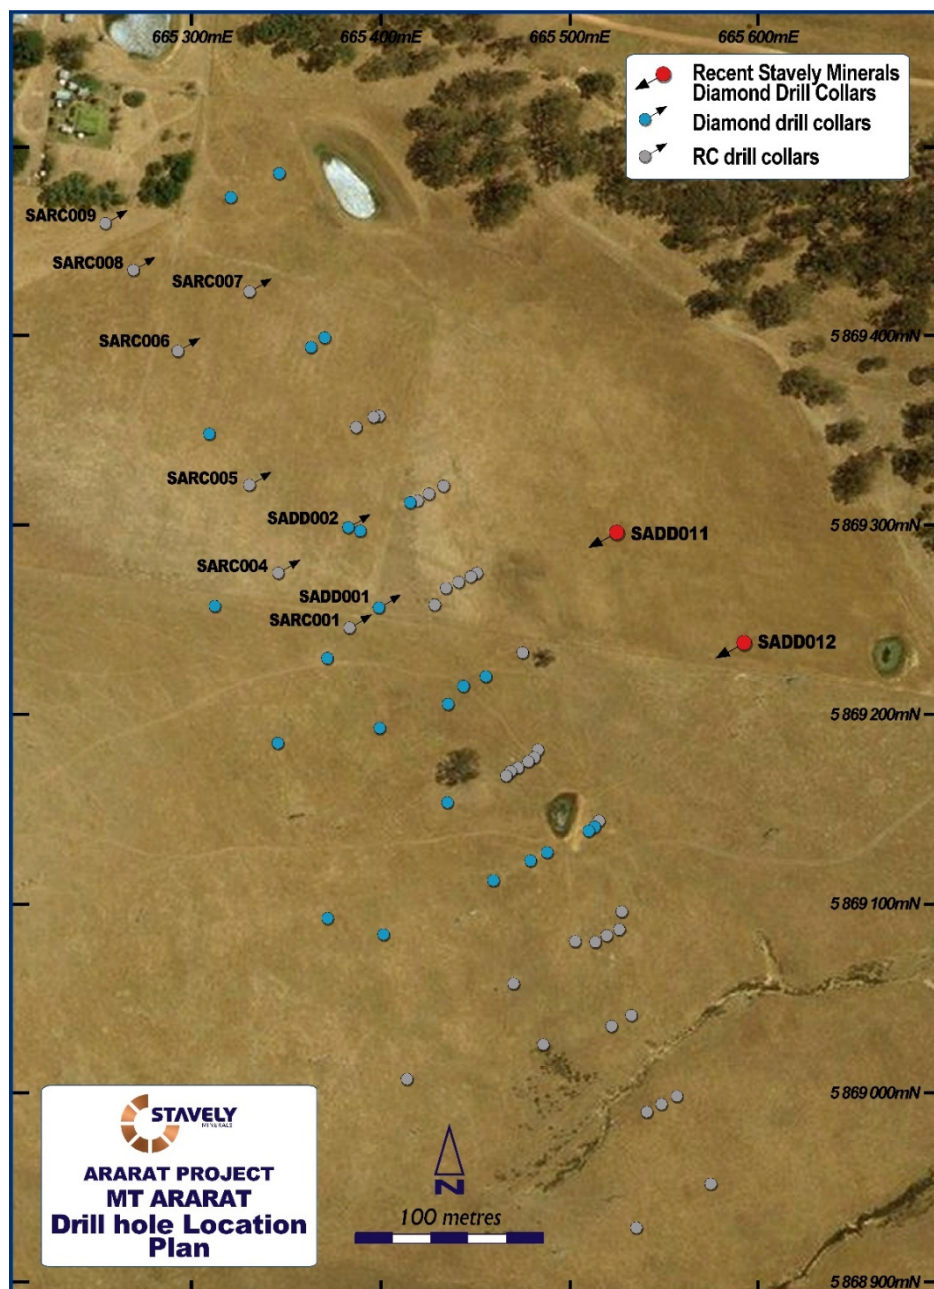 665 300mE
665 400mE
665 500mE
665 600mE
Recent Stavely Minerals
Diamond Drill Collars
Diamond drill collars
RC drill collars
SARC009
SARC008
SARC007
SARC006
5 869 400mN
SARC005
SADD002
5 869 300mN
SADD011
SARC004
SADD001
SARC001
SADD012
5 869 200mN
5 869 100mN
5 869 000mN
STAVELY
MINERALS
ARARAT PROJECT
MT ARARAT
Drill hole Location
Plan
N
100 metres
5 868 900mN